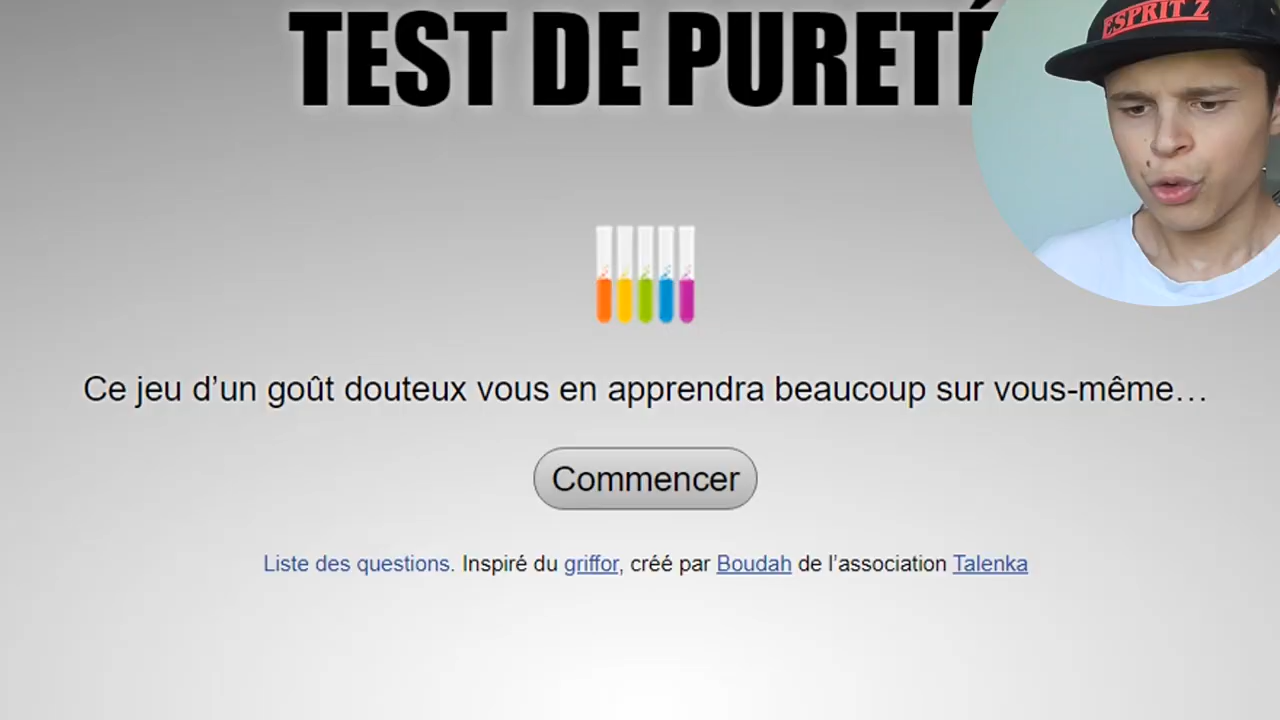 TEST DE PURETÉ
ESPRIT Z
Ce jeu d’un goût douteux vous en apprendra beaucoup sur vous-même…
Commencer
Liste des questions. Inspiré du griffor, créé par Boudah de l’association Talenka